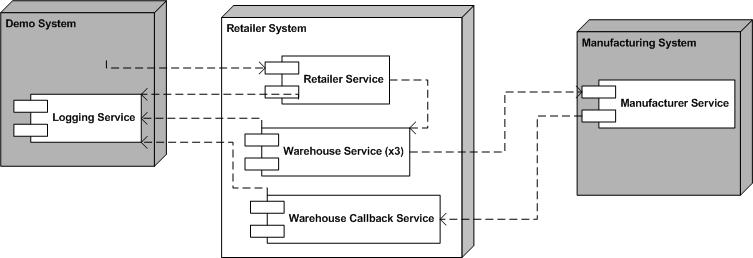 Demo System
Retailer System
Manufacturing System
Retailer Service
Logging Service
Manufacturer Service
Warehouse Service (x3)
Warehouse Callback Service